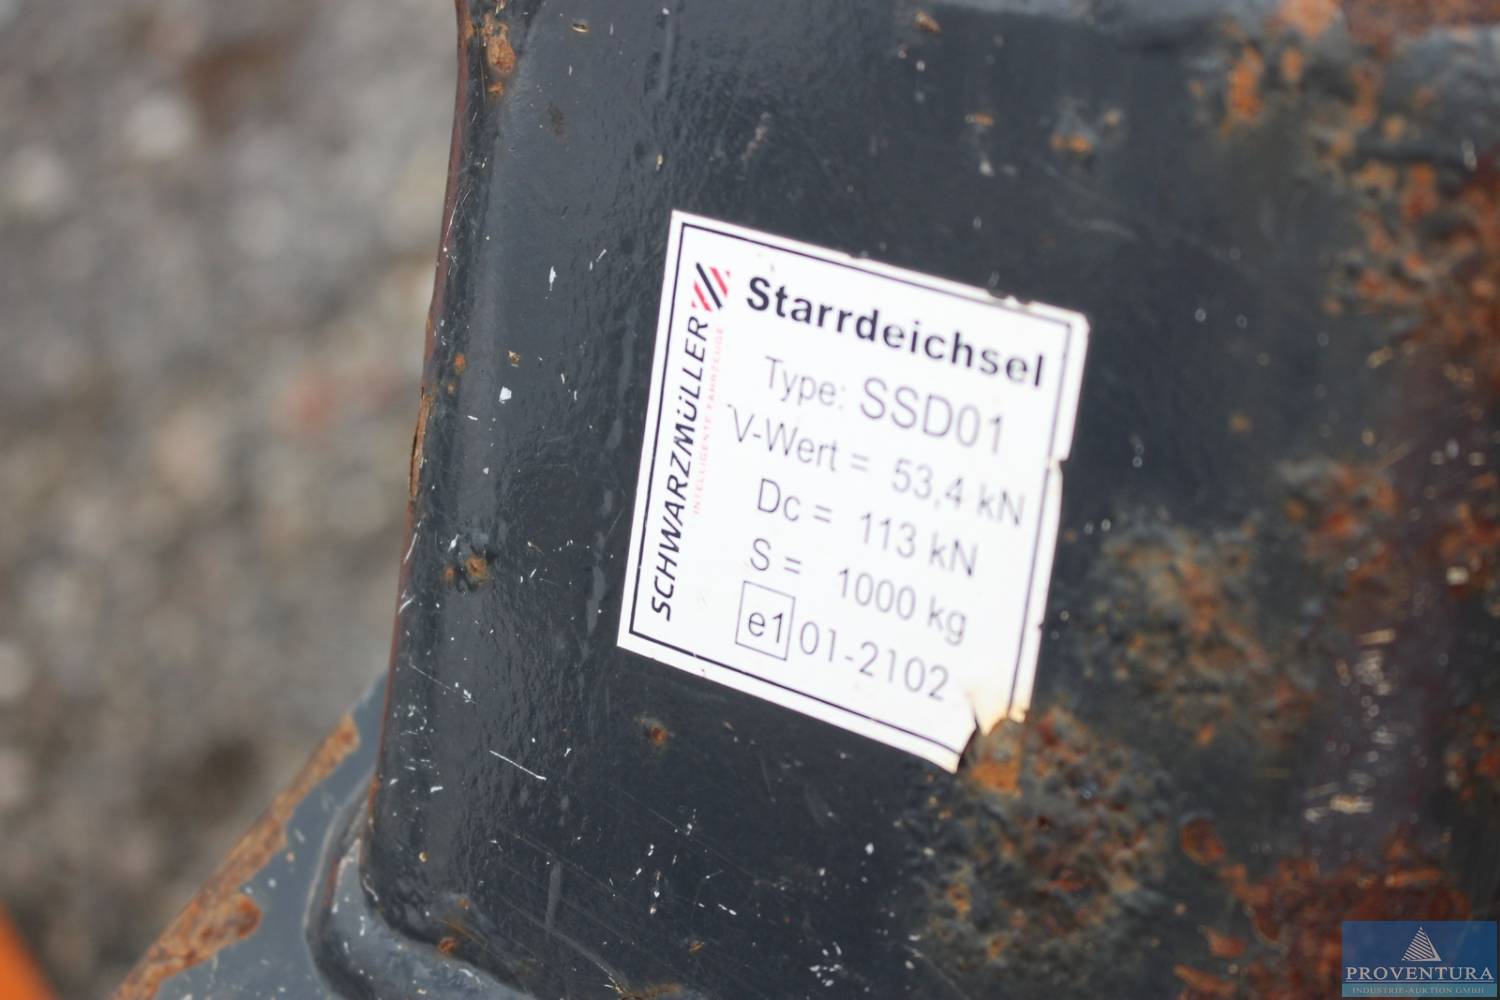 SCHWARZMÜLLER
INTELLIGENTE FAHRZEUGE
Starrdeichsel
Type: SSD01
V-Wert = 53,4 kN
Dc = 113 kN
S = 1000 kg
e1 01-2102
PROVENTURA
INDUSTRIE-AUKTION GMBH